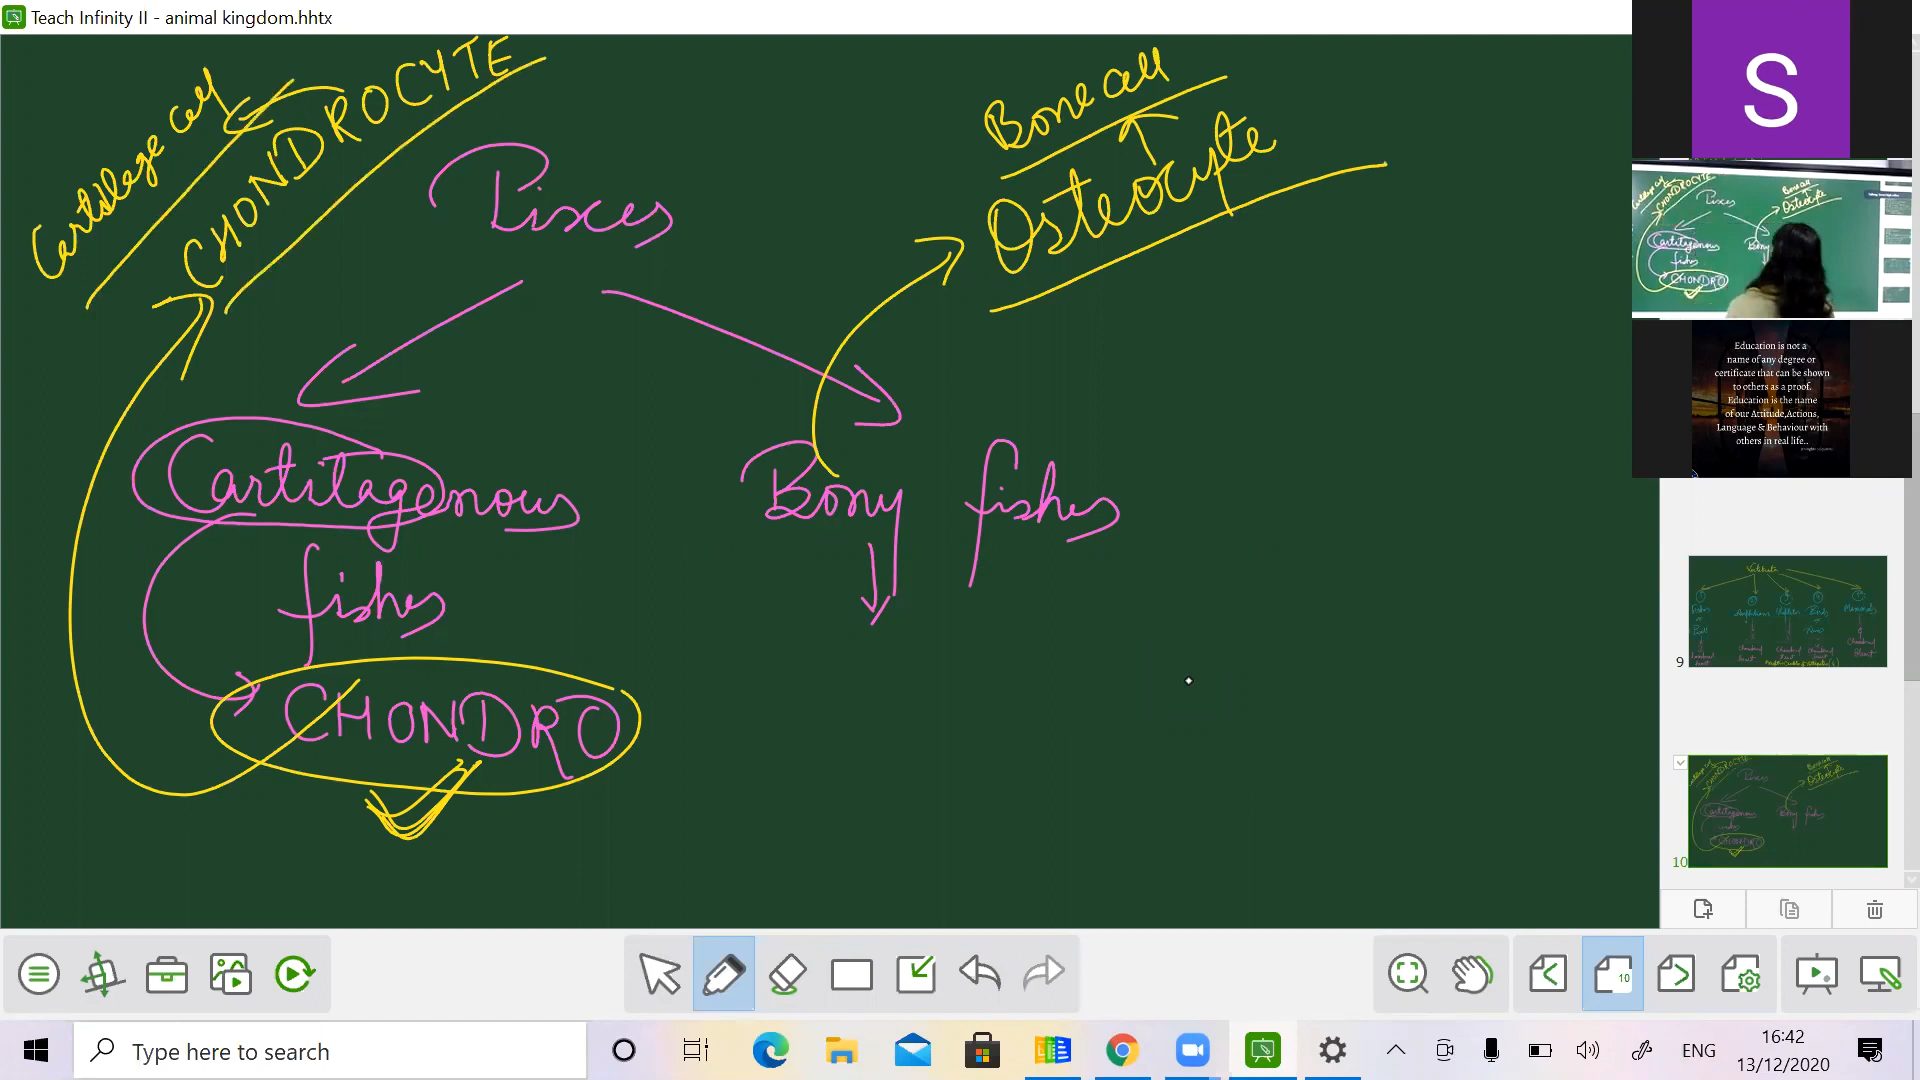 Teach Infinity II - animal kingdom.hhtx
Cartilage cell
CHONDROCYTE
Bone cell
Osteocyte
Pisces
Cartilagenous
fishes
Bony fishes
CHONDRO
S
Education is not a
name of any degree or
certificate that can be shown
to others as a proof.
Education is the name
of our Attitude,Actions,
Language & Behaviour with
others in real life..
9
10
10
Type here to search
ENG
16:42
13/12/2020